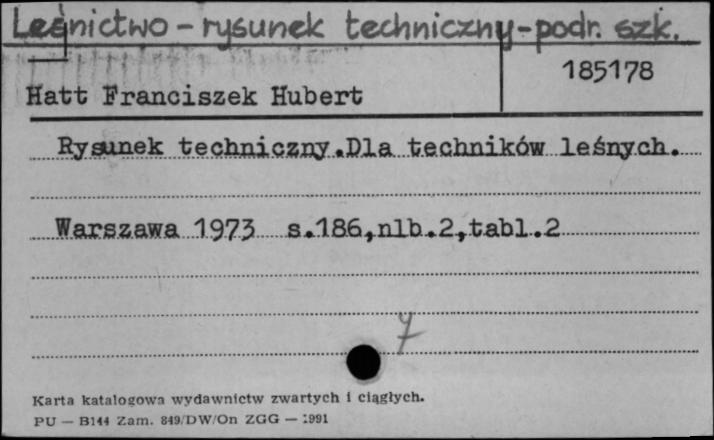 Leśnictwo - rysunek techniczny - podr. szk.
185178
Hatt Franciszek Hubert
Rysunek techniczny.Dla techników leśnych.
Warszawa 1973 s.186,nlb.2,tabl.2
Karta katalogowa wydawnictw zwartych i ciągłych.
PU — B144 Zam. 849/DW/On ZGG — 1991